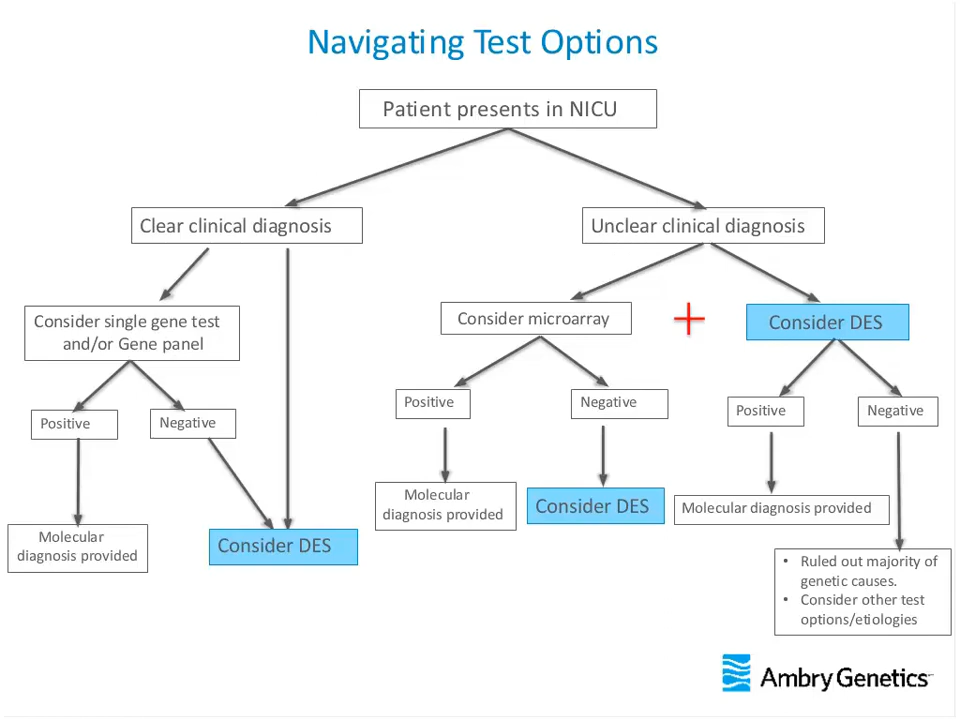 Navigating Test Options
Patient presents in NICU
Clear clinical diagnosis
Unclear clinical diagnosis
Consider single gene test
and/or Gene panel
Consider microarray
+
Consider DES
Positive
Negative
Positive
Negative
Positive
Negative
Molecular
diagnosis provided
Consider DES
Molecular
diagnosis provided
Consider DES
Molecular diagnosis provided
• Ruled out majority of
genetic causes.
• Consider other test
options/etiologies
Ambry Genetics